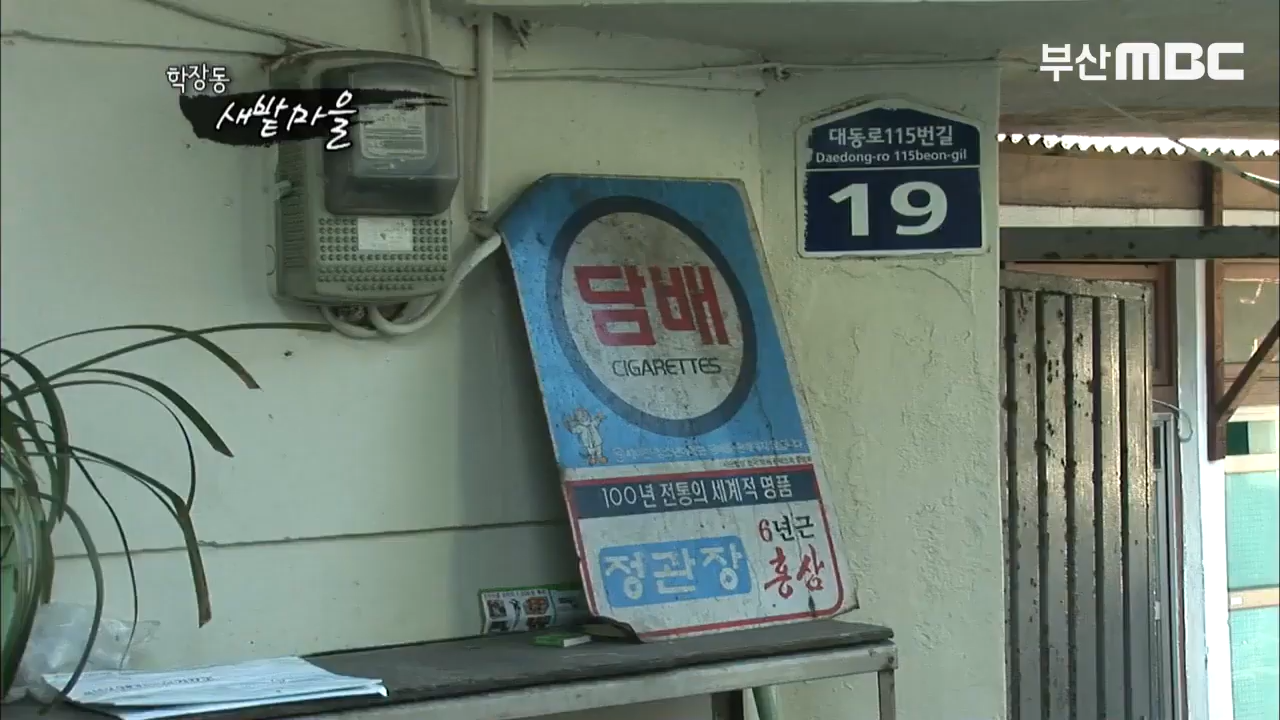 부산MBC
학장동
새밭마을
대동로115번길
Daedong-ro 115beon-gil
19
담배
CIGARETTES
100년 전통의 세계적 명품
6년근
정관장 홍삼